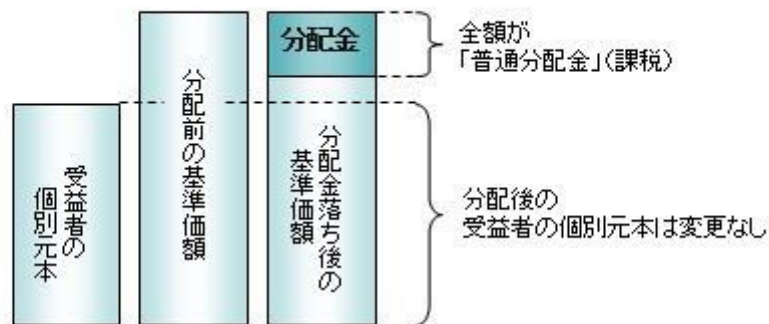 受益者の
個別元本
分配前の基準価額
分配金
分配金落ち後の
基準価額
全額が
「普通分配金」(課税)
分配後の
受益者の個別元本は変更なし